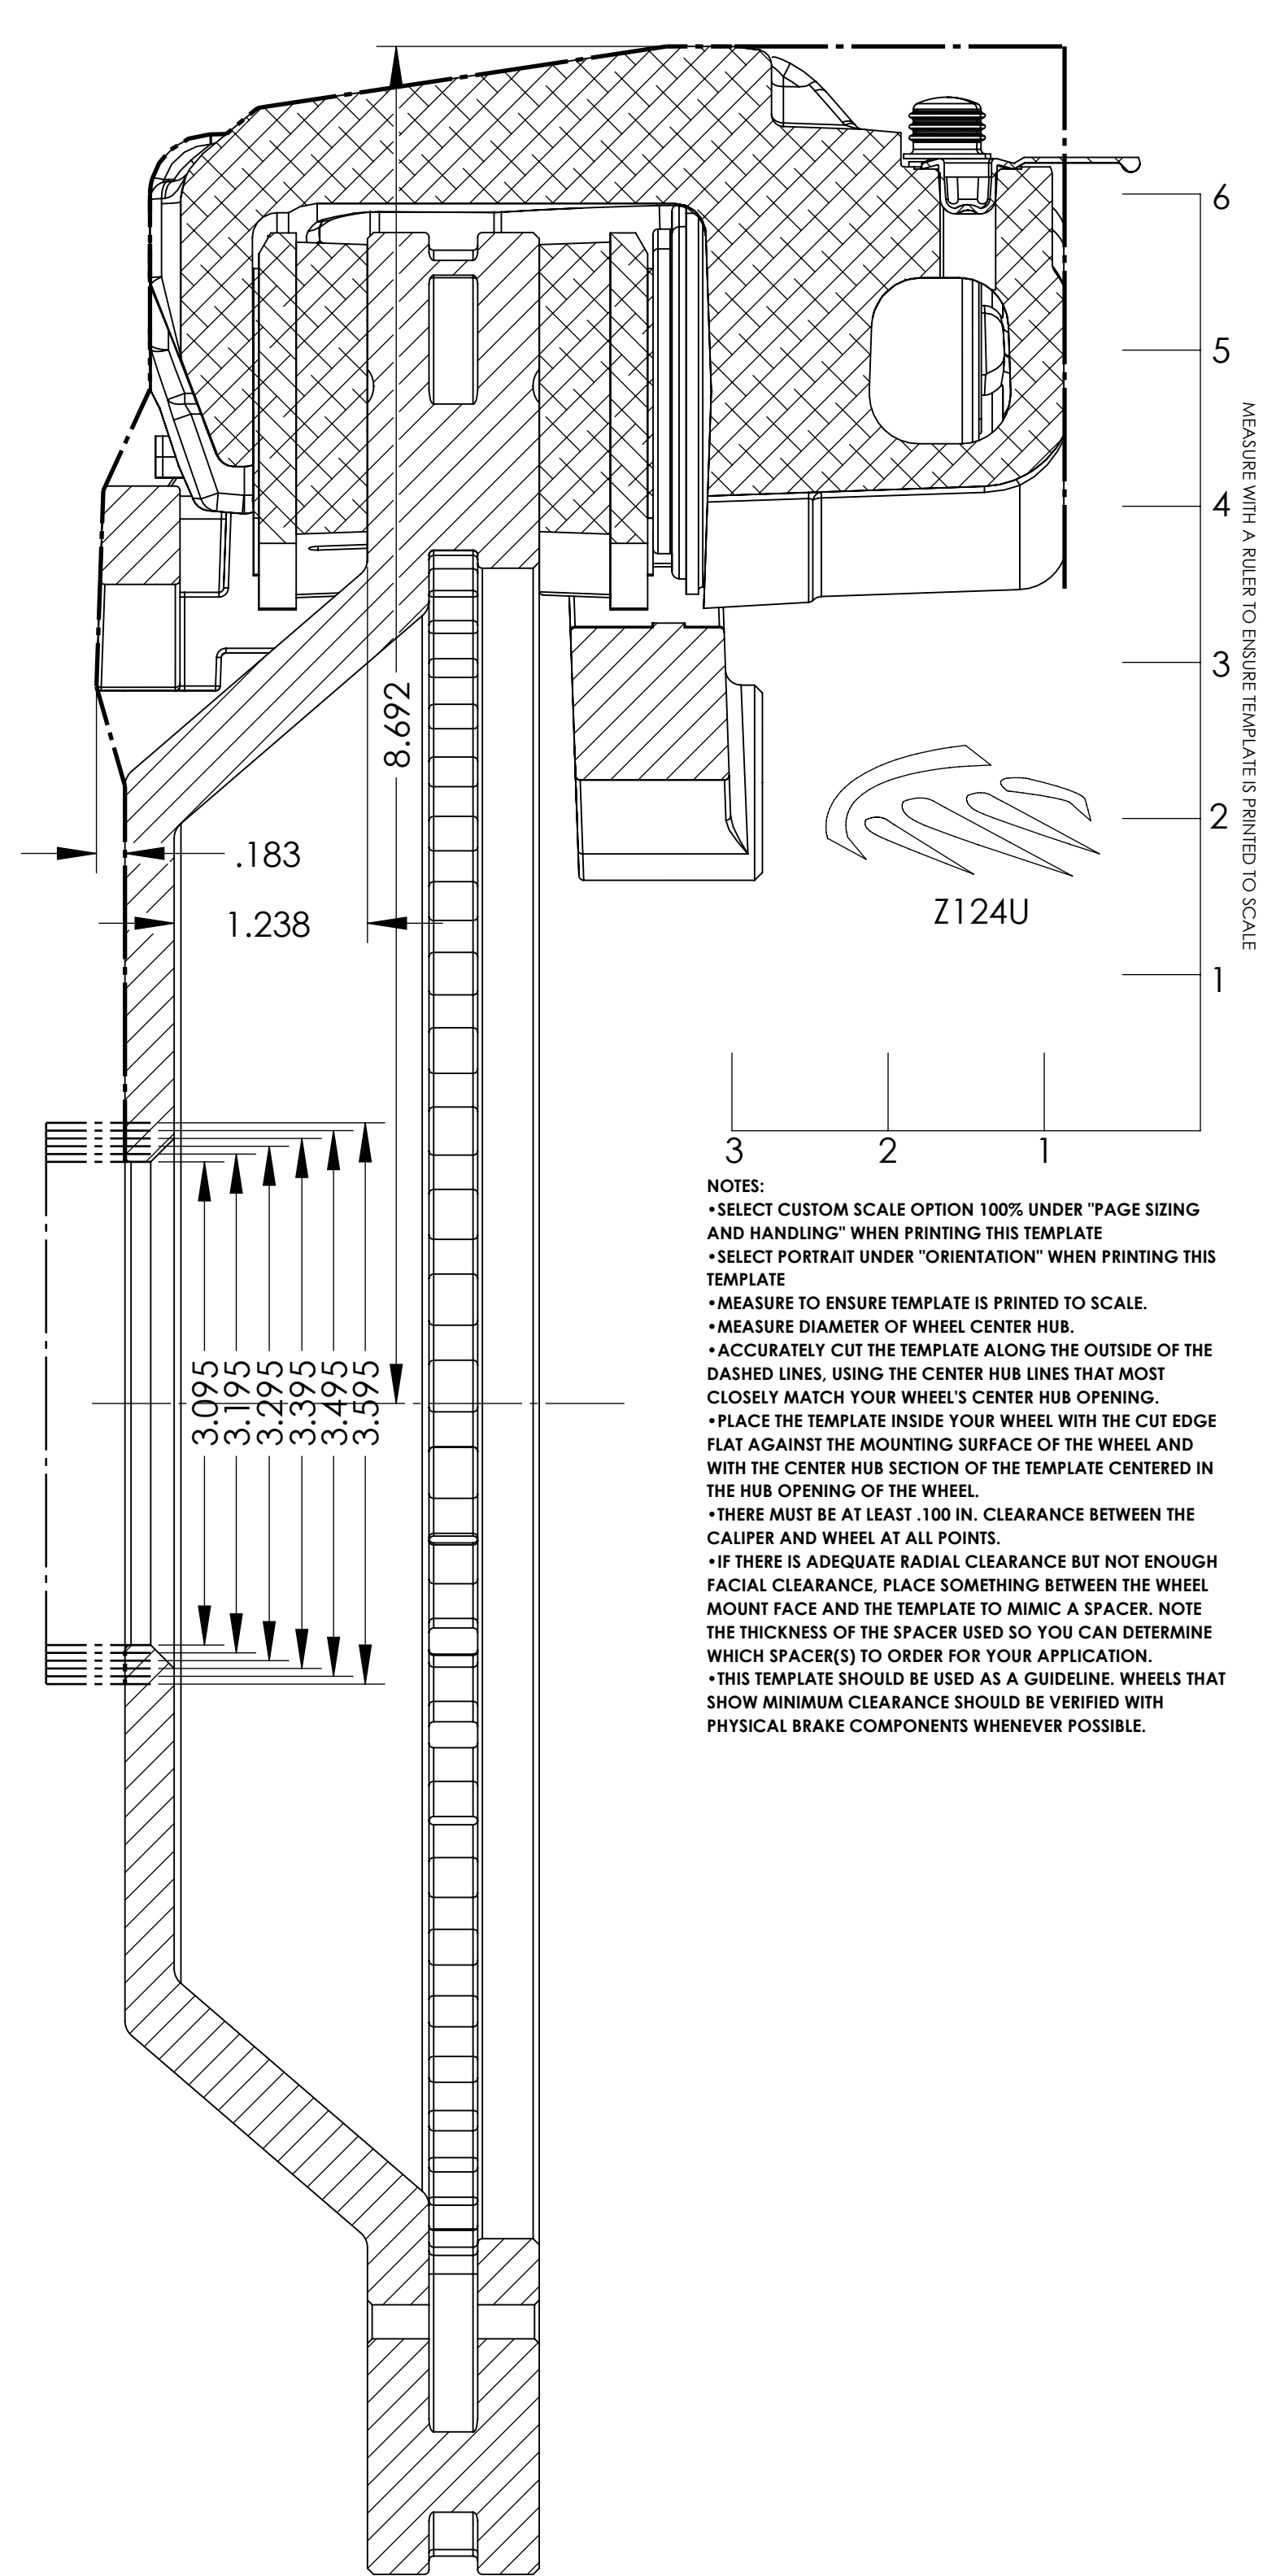 6
5
4
3
2
1
3
2
1
MEASURE WITH A RULER TO ENSURE TEMPLATE IS PRINTED TO SCALE
8.692
.183
1.238
Z124U
3.095
3.195
3.295
3.395
3.495
3.595
NOTES:
•SELECT CUSTOM SCALE OPTION 100% UNDER "PAGE SIZING
AND HANDLING" WHEN PRINTING THIS TEMPLATE
•SELECT PORTRAIT UNDER "ORIENTATION" WHEN PRINTING THIS
TEMPLATE
•MEASURE TO ENSURE TEMPLATE IS PRINTED TO SCALE.
•MEASURE DIAMETER OF WHEEL CENTER HUB.
•ACCURATELY CUT THE TEMPLATE ALONG THE OUTSIDE OF THE
DASHED LINES, USING THE CENTER HUB LINES THAT MOST
CLOSELY MATCH YOUR WHEEL'S CENTER HUB OPENING.
•PLACE THE TEMPLATE INSIDE YOUR WHEEL WITH THE CUT EDGE
FLAT AGAINST THE MOUNTING SURFACE OF THE WHEEL AND
WITH THE CENTER HUB SECTION OF THE TEMPLATE CENTERED IN
THE HUB OPENING OF THE WHEEL.
•THERE MUST BE AT LEAST .100 IN. CLEARANCE BETWEEN THE
CALIPER AND WHEEL AT ALL POINTS.
•IF THERE IS ADEQUATE RADIAL CLEARANCE BUT NOT ENOUGH
FACIAL CLEARANCE, PLACE SOMETHING BETWEEN THE WHEEL
MOUNT FACE AND THE TEMPLATE TO MIMIC A SPACER. NOTE
THE THICKNESS OF THE SPACER USED SO YOU CAN DETERMINE
WHICH SPACER(S) TO ORDER FOR YOUR APPLICATION.
•THIS TEMPLATE SHOULD BE USED AS A GUIDELINE. WHEELS THAT
SHOW MINIMUM CLEARANCE SHOULD BE VERIFIED WITH
PHYSICAL BRAKE COMPONENTS WHENEVER POSSIBLE.